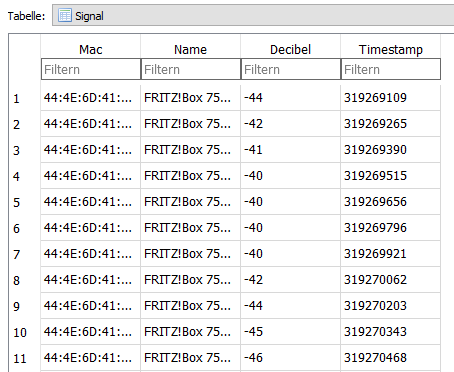 Tabelle: Signal
Mac Name Decibel Timestamp
Filtern Filtern Filtern Filtern
1 44:4E:6D:41:... FRITZ!Box 75... -44 319269109
2 44:4E:6D:41:... FRITZ!Box 75... -42 319269265
3 44:4E:6D:41:... FRITZ!Box 75... -41 319269390
4 44:4E:6D:41:... FRITZ!Box 75... -40 319269515
5 44:4E:6D:41:... FRITZ!Box 75... -40 319269656
6 44:4E:6D:41:... FRITZ!Box 75... -40 319269796
7 44:4E:6D:41:... FRITZ!Box 75... -40 319269921
8 44:4E:6D:41:... FRITZ!Box 75... -42 319270062
9 44:4E:6D:41:... FRITZ!Box 75... -44 319270203
10 44:4E:6D:41:... FRITZ!Box 75... -45 319270343
11 44:4E:6D:41:... FRITZ!Box 75... -46 319270468